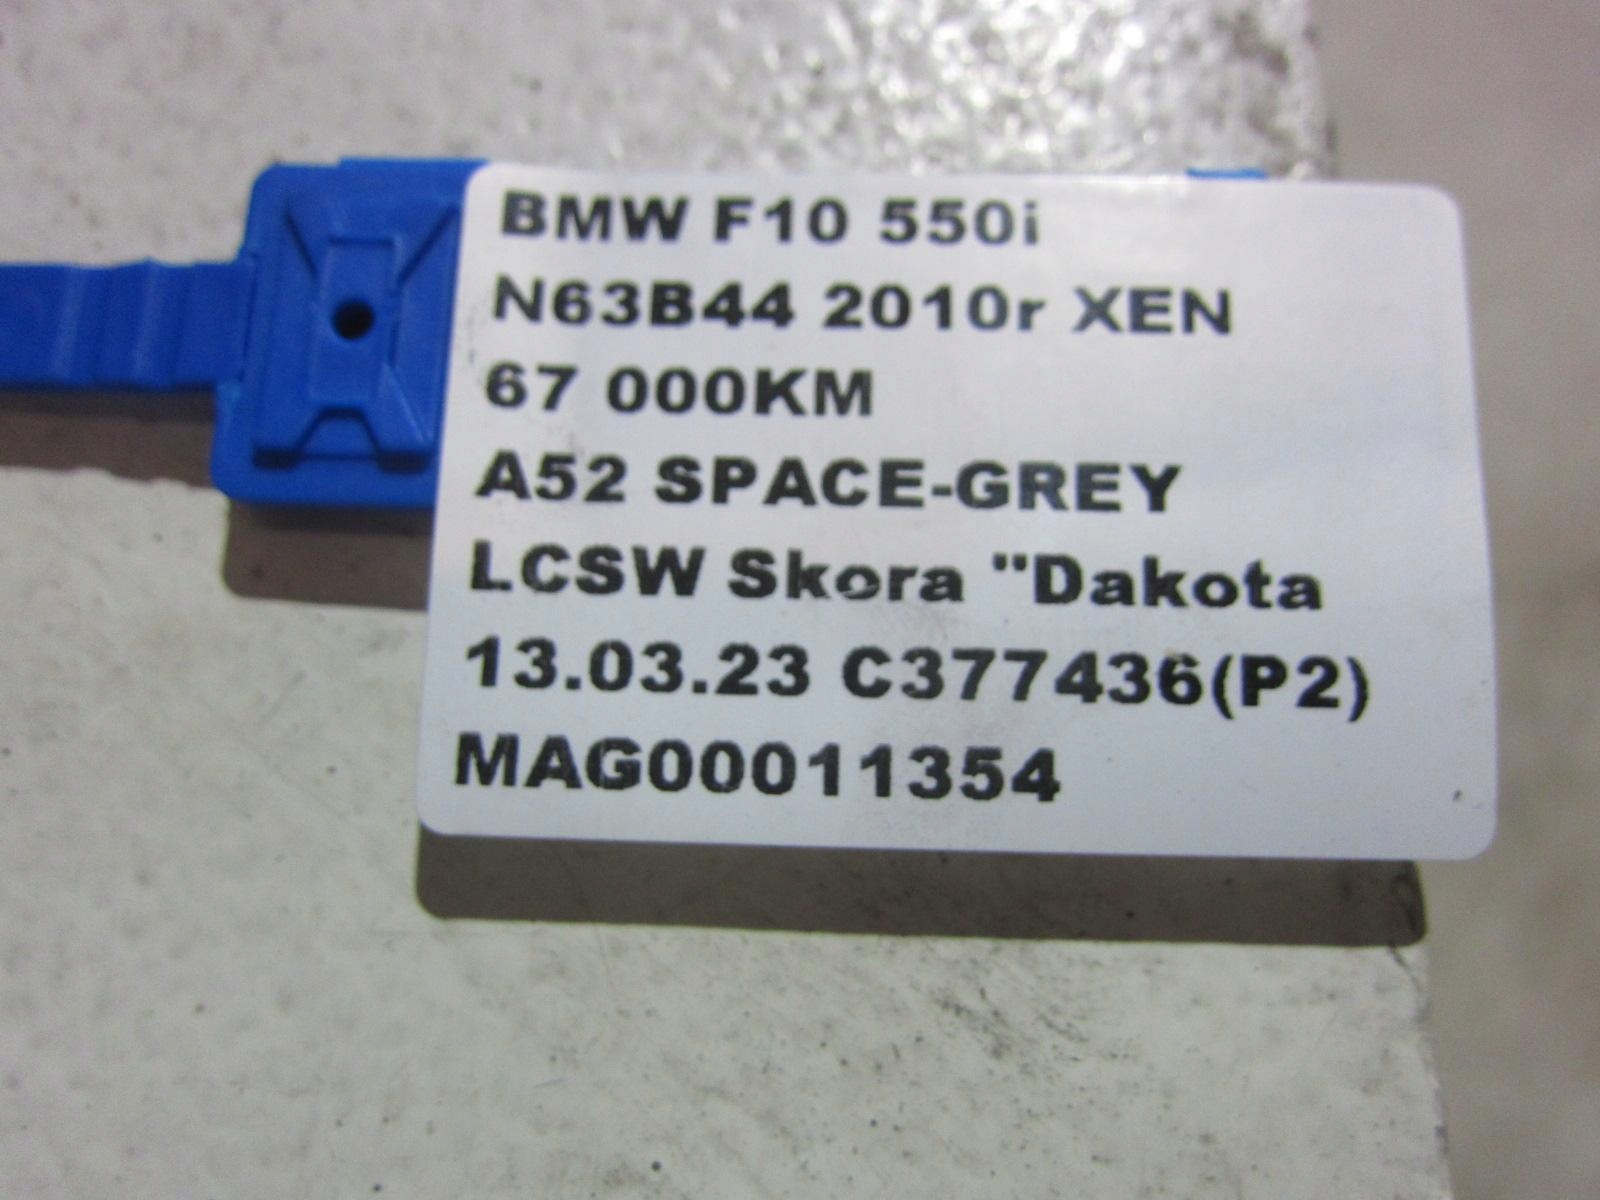 BMW F10 550i
N63B44 2010r XEN
67 000KM
A52 SPACE-GREY
LCSW Skora "Dakota
13.03.23 C377436(P2)
MAG00011354